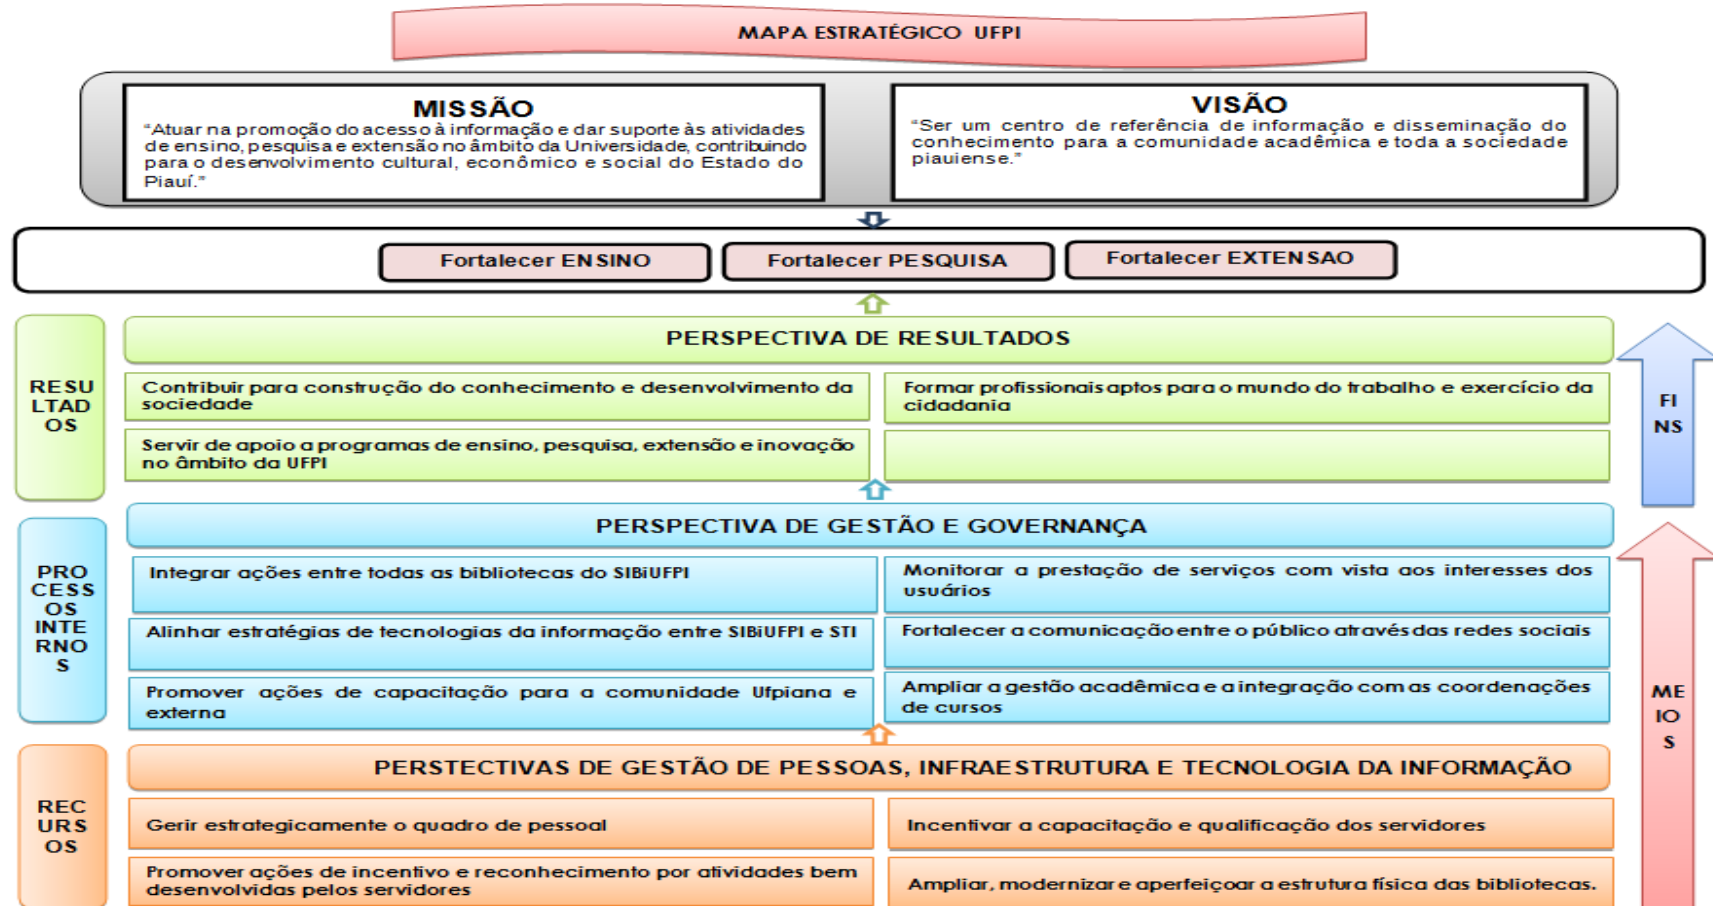 MAPA ESTRATÉGICO UFPI
MISSÃO
"Atuar na promoção do acesso à informação e dar suporte às atividades
de ensino, pesquisa e extensão no âmbito da Universidade, contribuindo
para o desenvolvimento cultural, econômico e social do Estado do
Piauí."
VISÃO
"Ser um centro de referência de informação e disseminação do
conhecimento para a comunidade acadêmica e toda a sociedade
piauiense."
Fortalecer ENSINO
Fortalecer PESQUISA
Fortalecer EXTENSAO
RESU
LTAD
OS
PERSPECTIVA DE RESULTADOS
Contribuir para construção do conhecimento e desenvolvimento da
sociedade
Formar profissionais aptos para o mundo do trabalho e exercício da
cidadania
Servir de apoio a programas de ensino, pesquisa, extensão e inovação
no âmbito da UFPI
FI
NS
PRO
CESS
OS
INTE
RNO
S
PERSPECTIVA DE GESTÃO E GOVERNANÇA
Integrar ações entre todas as bibliotecas do SIBiUFPI
Monitorar a prestação de serviços com vista aos interesses dos
usuários
Alinhar estratégias de tecnologias da informação entre SIBiUFPI e STI
Fortalecer a comunicação entre o público através das redes sociais
Promover ações de capacitação para a comunidade Ufpiana e
externa
Ampliar a gestão acadêmica e a integração com as coordenações
de cursos
ME
IO
S
REC
URS
OS
PERSTECTIVAS DE GESTÃO DE PESSOAS, INFRAESTRUTURA E TECNOLOGIA DA INFORMAÇÃO
Gerir estrategicamente o quadro de pessoal
Incentivar a capacitação e qualificação dos servidores
Promover ações de incentivo e reconhecimento por atividades bem
desenvolvidas pelos servidores
Ampliar, modernizar e aperfeiçoar a estrutura física das bibliotecas.